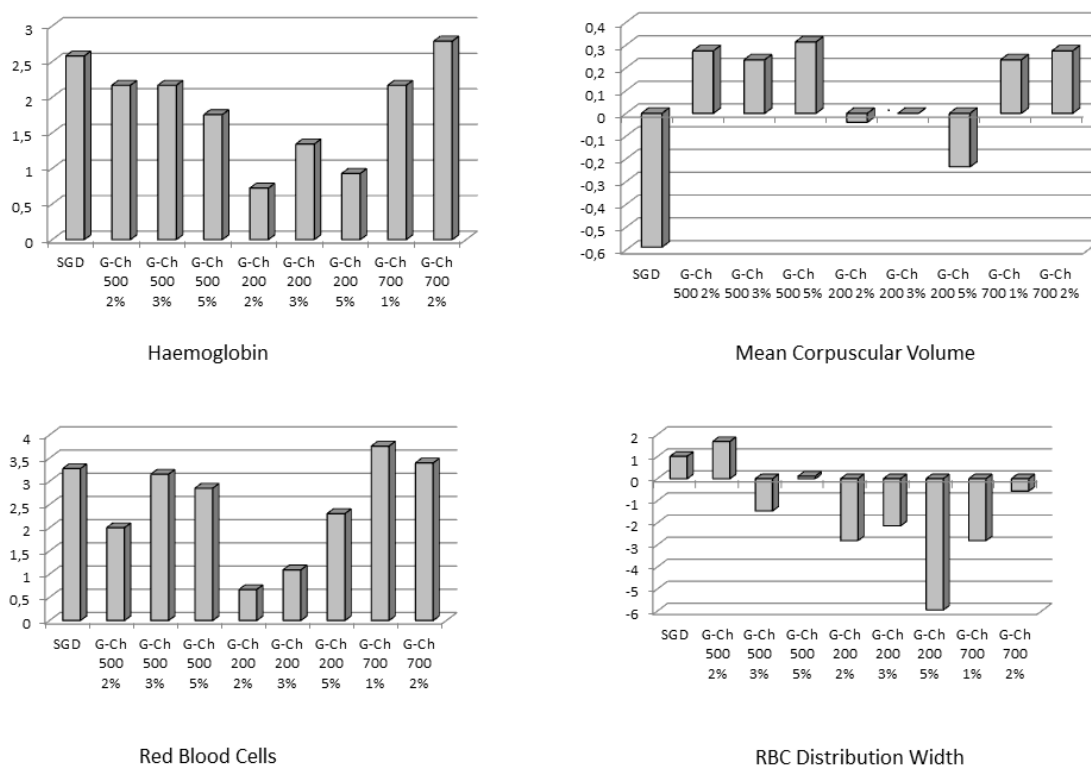 3
2,5
2
1,5
1
0,5
0
SGD G-Ch G-Ch G-Ch G-Ch G-Ch G-Ch G-Ch G-Ch
500 500 500 200 200 200 700 700
2% 3% 5% 2% 3% 5% 1% 2%
Haemoglobin
0,4
0,3
0,2
0,1
0
-0,1
-0,2
-0,3
-0,4
-0,5
-0,6
SGD G-Ch G-Ch G-Ch G-Ch G-Ch G-Ch G-Ch G-Ch
500 2% 500 3% 500 5% 200 2% 200 3% 200 5% 700 1% 700 2%
Mean Corpuscular Volume
4
3,5
3
2,5
2
1,5
1
0,5
0
SGD G-Ch G-Ch G-Ch G-Ch G-Ch G-Ch G-Ch G-Ch
500 500 500 200 200 200 700 700
2% 3% 5% 2% 3% 5% 1% 2%
Red Blood Cells
2
1
0
-1
-2
-3
-4
-5
-6
SGD G-Ch G-Ch G-Ch G-Ch G-Ch G-Ch G-Ch G-Ch
500 500 500 200 200 200 700 700
2% 3% 5% 2% 3% 5% 1% 2%
RBC Distribution Width